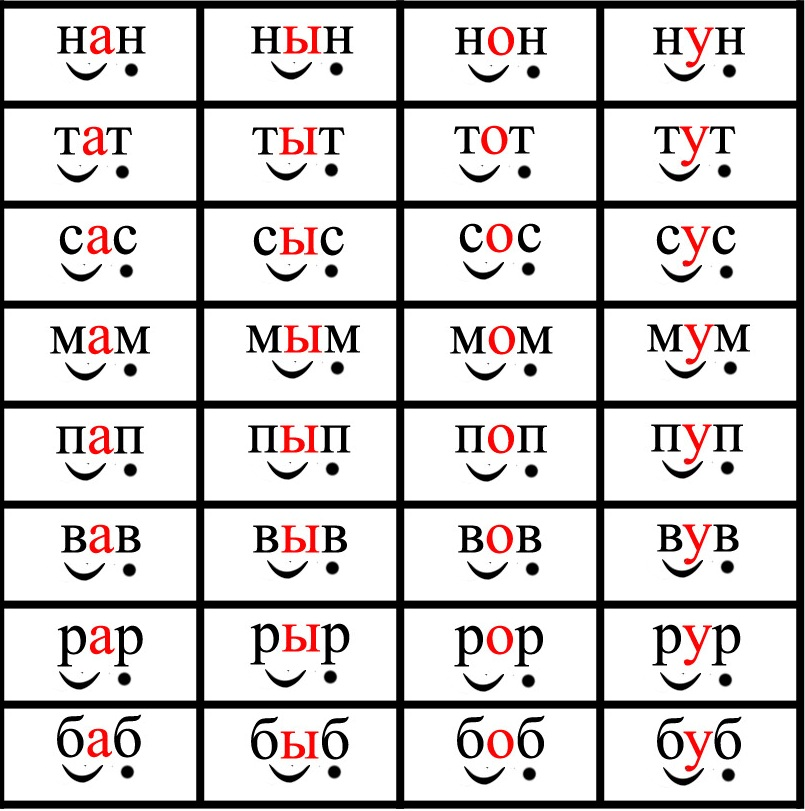 нан нын нон нун
тат тыт тот тут
сас сыс сос сус
мам мым мом мум
пап пып поп пуп
вав выв вов вув
рар рыр рор рур
баб быб боб буб